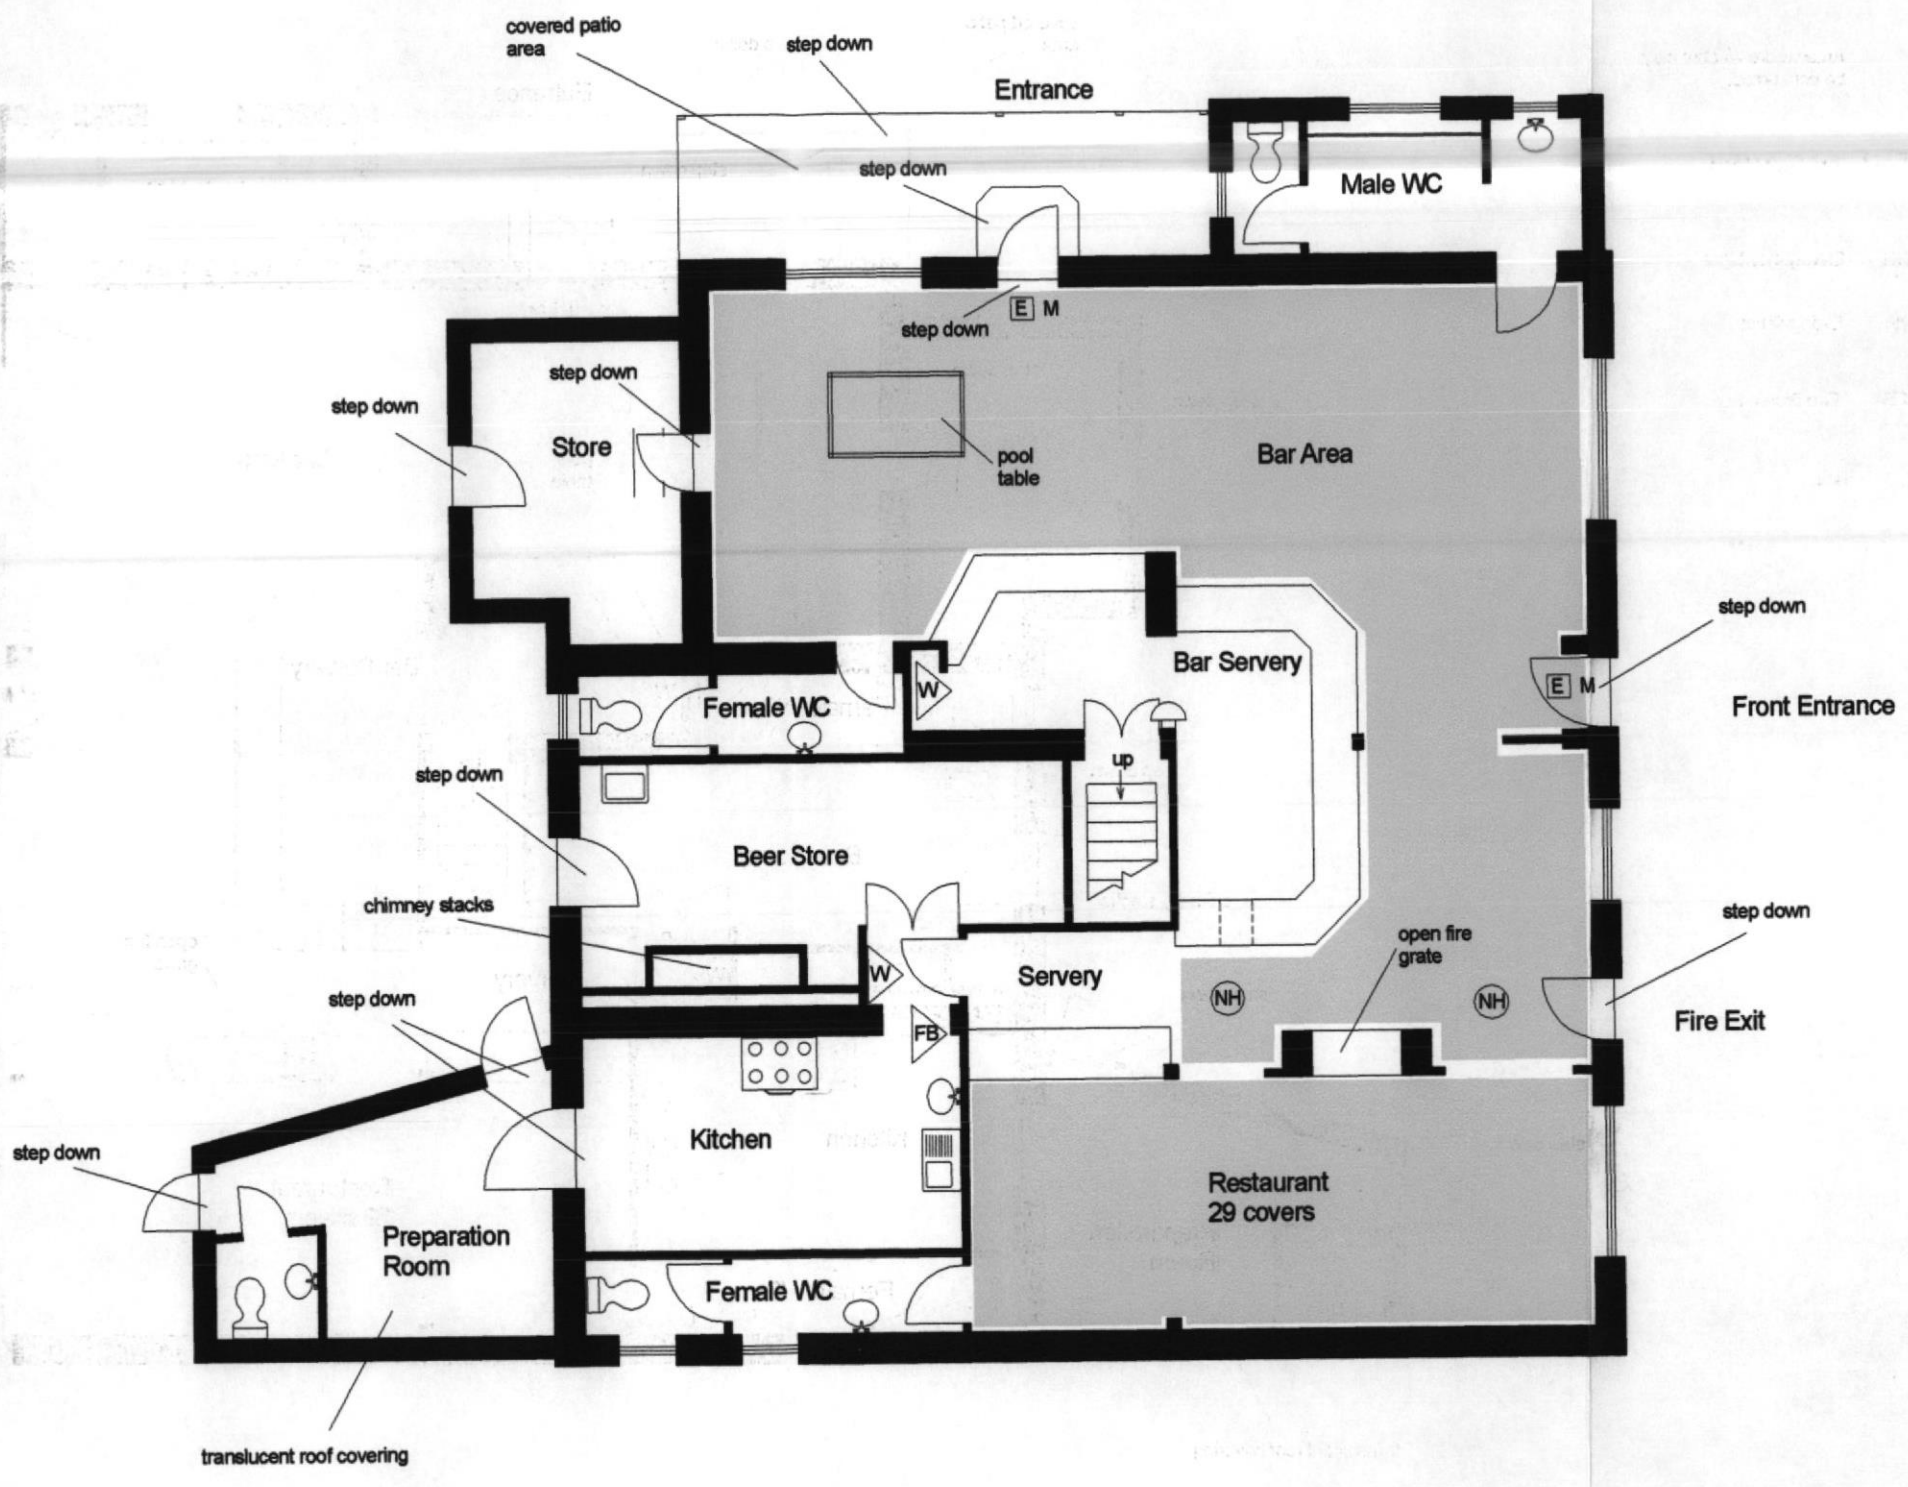 covered patio
area
step down
Entrance
step down
Male WC
step down
E M
step down
step down
Store
Bar Area
pool
table
step down
Bar Servery
W
Female WC
E M
Front Entrance
up
step down
Beer Store
chimney stacks
step down
open fire
grate
W
Servery
NH
NH
step down
Fire Exit
FB
Kitchen
step down
Restaurant
29 covers
Preparation
Room
Female WC
translucent roof covering